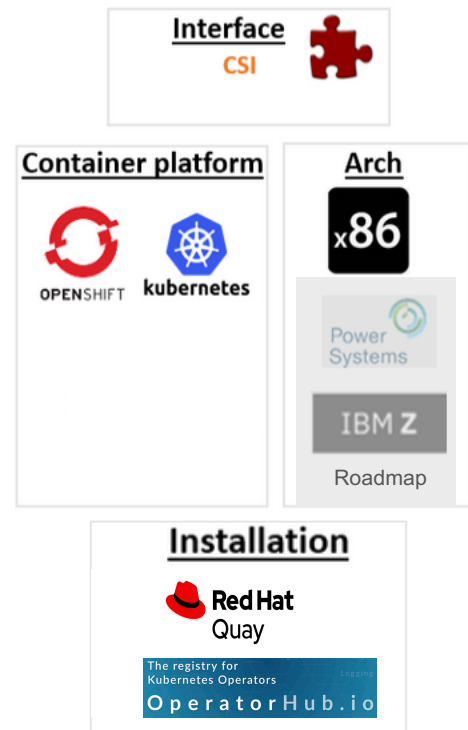 Interface
CSI
Container platform
OPENSHIFT
kubernetes
Arch
x86
Power
Systems
IBM Z
Roadmap
Installation
Red Hat
Quay
The registry for
Kubernetes Operators
Logging
OperatorHub.io